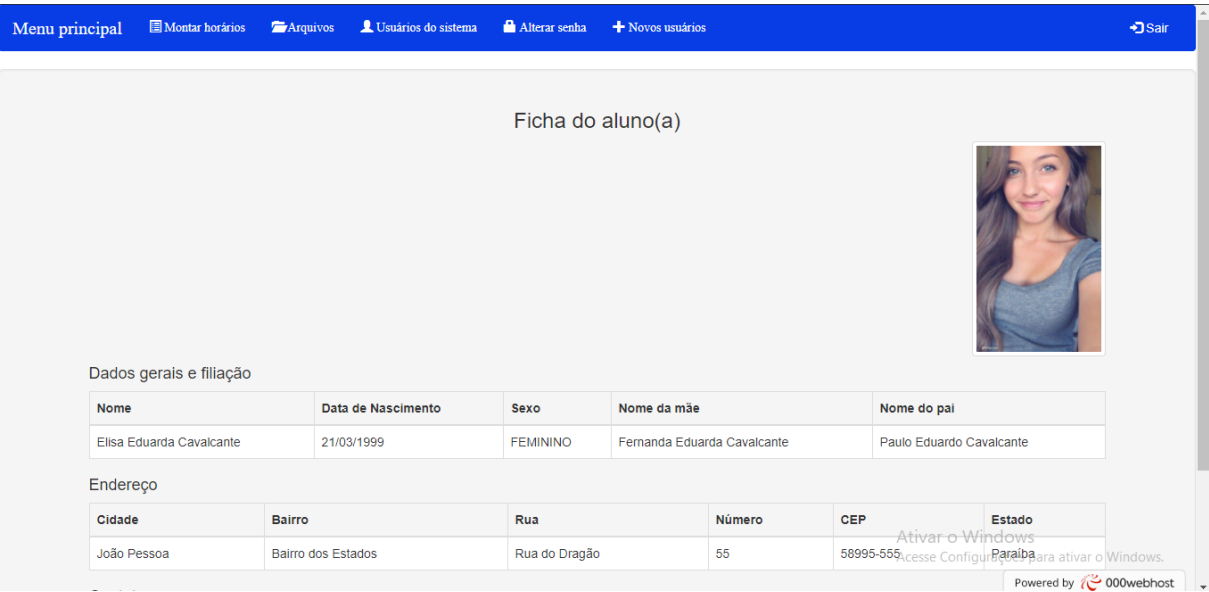 Menu principal Montar horários Arquivos Usuários do sistema Alterar senha Novos usuários Sair
Ficha do aluno(a)
Dados gerais e filiação
Nome Data de Nascimento Sexo Nome da mãe Nome do pai
Elisa Eduarda Cavalcante 21/03/1999 FEMININO Fernanda Eduarda Cavalcante Paulo Eduardo Cavalcante
Endereço
Cidade Bairro Rua Número CEP Estado
João Pessoa Bairro dos Estados Rua do Dragão 55 58995-555 Paraíba
Ativar o Windows
Acesse Configurações para ativar o Windows.
Powered by 000webhost